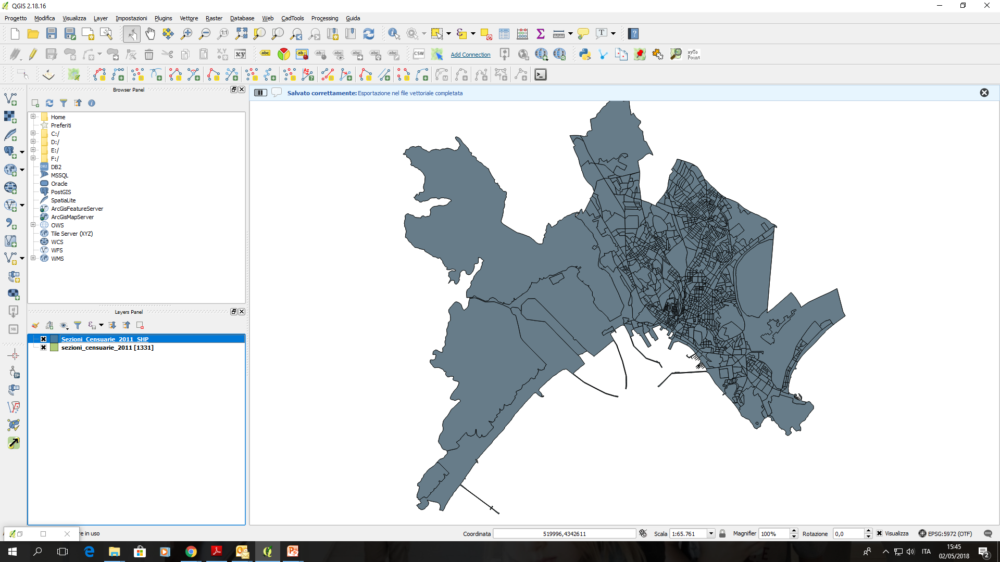 QGIS 2.18.16
Progetto Modifica Visualizza Layer Impostazioni Plugins Vettore Raster Database Web CadTools Processing Guida
CSW Add Connection xyTo Point
Browser Panel
Salvato correttamente: Esportazione nel file vettoriale completata
Home
Preferiti
C:/
D:/
E:/
F:/
DB2
MSSQL
Oracle
PostGIS
SpatiaLite
ArcGisFeatureServer
ArcGisMapServer
OWS
Tile Server (XYZ)
WCS
WFS
WMS
Layers Panel
Sezioni_Censuarie_2011_SHP
sezioni_censuarie_2011 [1331]
re in uso
Coordinata 519996,4342611 Scala 1:65.761 Magnifier 100% Rotazione 0,0 Visualizza EPSG:5972 (OTF)
ITA
15:45
02/05/2018
2